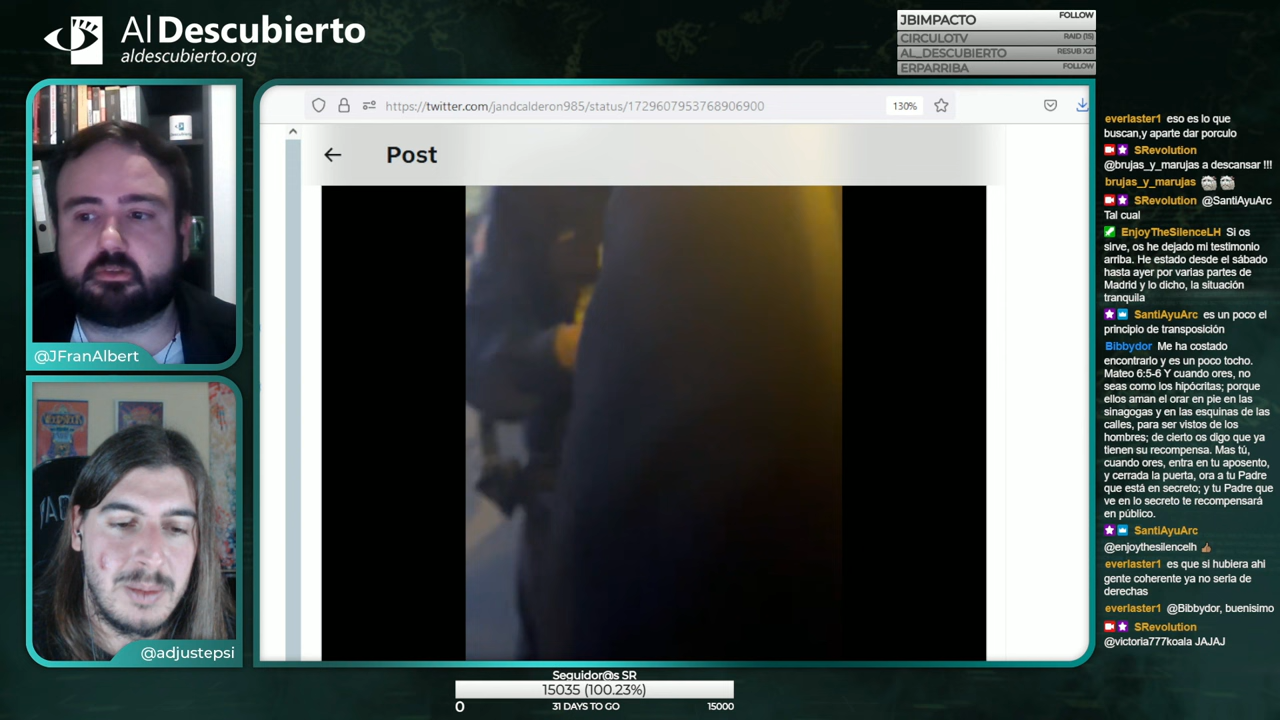 Al Descubierto
aldescubierto.org
JBIMPACTO FOLLOW
CIRCULOTV RAID (15)
AL_DESCUBIERTO RESUB X21
ERPARRIBA FOLLOW
https://twitter.com/jandcalderon985/status/1729607953768906900
130%
Post
@JFranAlbert
@adjustepsi
everlaster1 eso es lo que
buscan,y aparte dar porculo
SRevolution
@brujas_y_marujas a descansar !!!
brujas_y_marujas
SRevolution @SantiAyuArc
Tal cual
EnjoyTheSilenceLH Si os
sirve, os he dejado mi testimonio
arriba. He estado desde el sábado
hasta ayer por varias partes de
Madrid y lo dicho, la situación
tranquila
SantiAyuArc es un poco el
principio de transposición
Bibbydor Me ha costado
encontrarlo y es un poco tocho.
Mateo 6:5-6 Y cuando ores, no
seas como los hipócritas; porque
ellos aman el orar en pie en las
sinagogas y en las esquinas de las
calles, para ser vistos de los
hombres; de cierto os digo que ya
tienen su recompensa. Mas tú,
cuando ores, entra en tu aposento,
y cerrada la puerta, ora a tu Padre
que está en secreto; y tu Padre que
ve en lo secreto te recompensará
en público.
SantiAyuArc
@enjoythesilencelh
everlaster1 es que si hubiera ahi
gente coherente ya no seria de
derechas
everlaster1 @Bibbydor, buenisimo
SRevolution
@victoria777koala JAJAJ
Seguidor@s SR
15035 (100.23%)
0 31 DAYS TO GO 15000